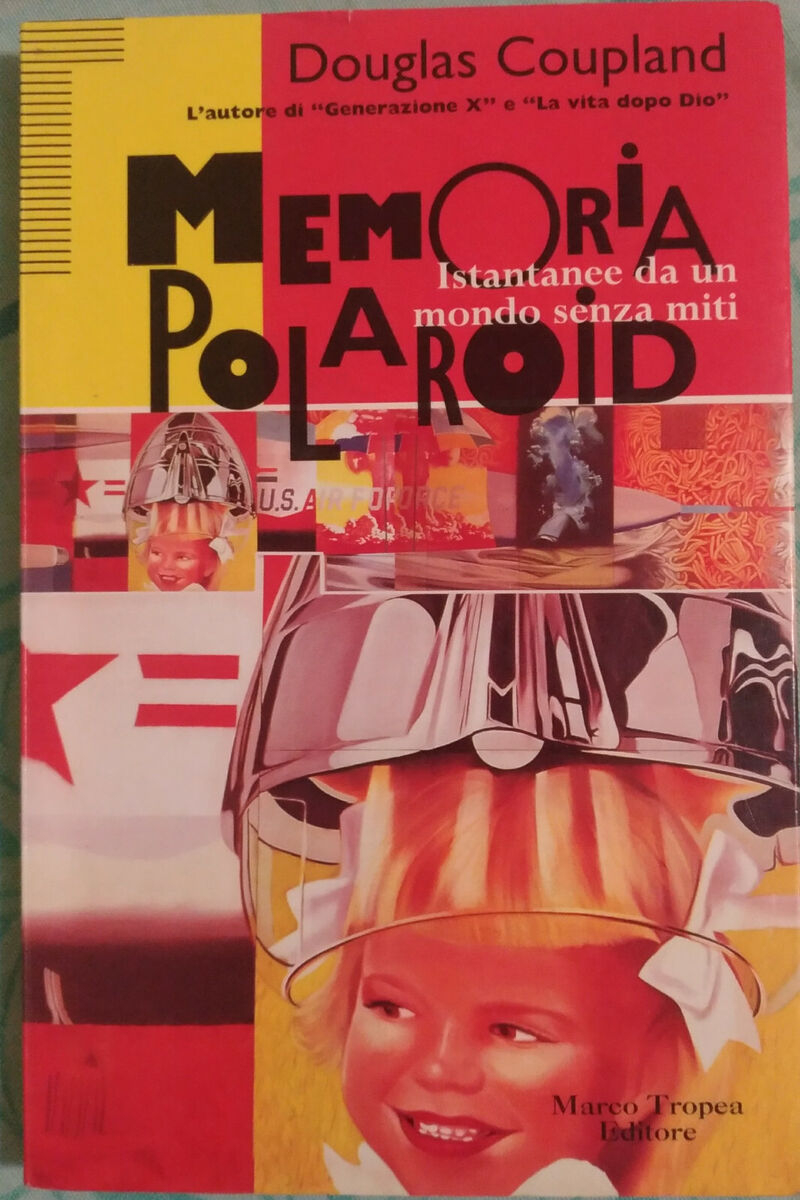 Douglas Coupland
L'autore di "Generazione X" e "La vita dopo Dio"
MEMORiA
Istantanee da un
mondo senza miti
POLAROiD
U.S. AIR FORCE
Marco Tropea
Editore